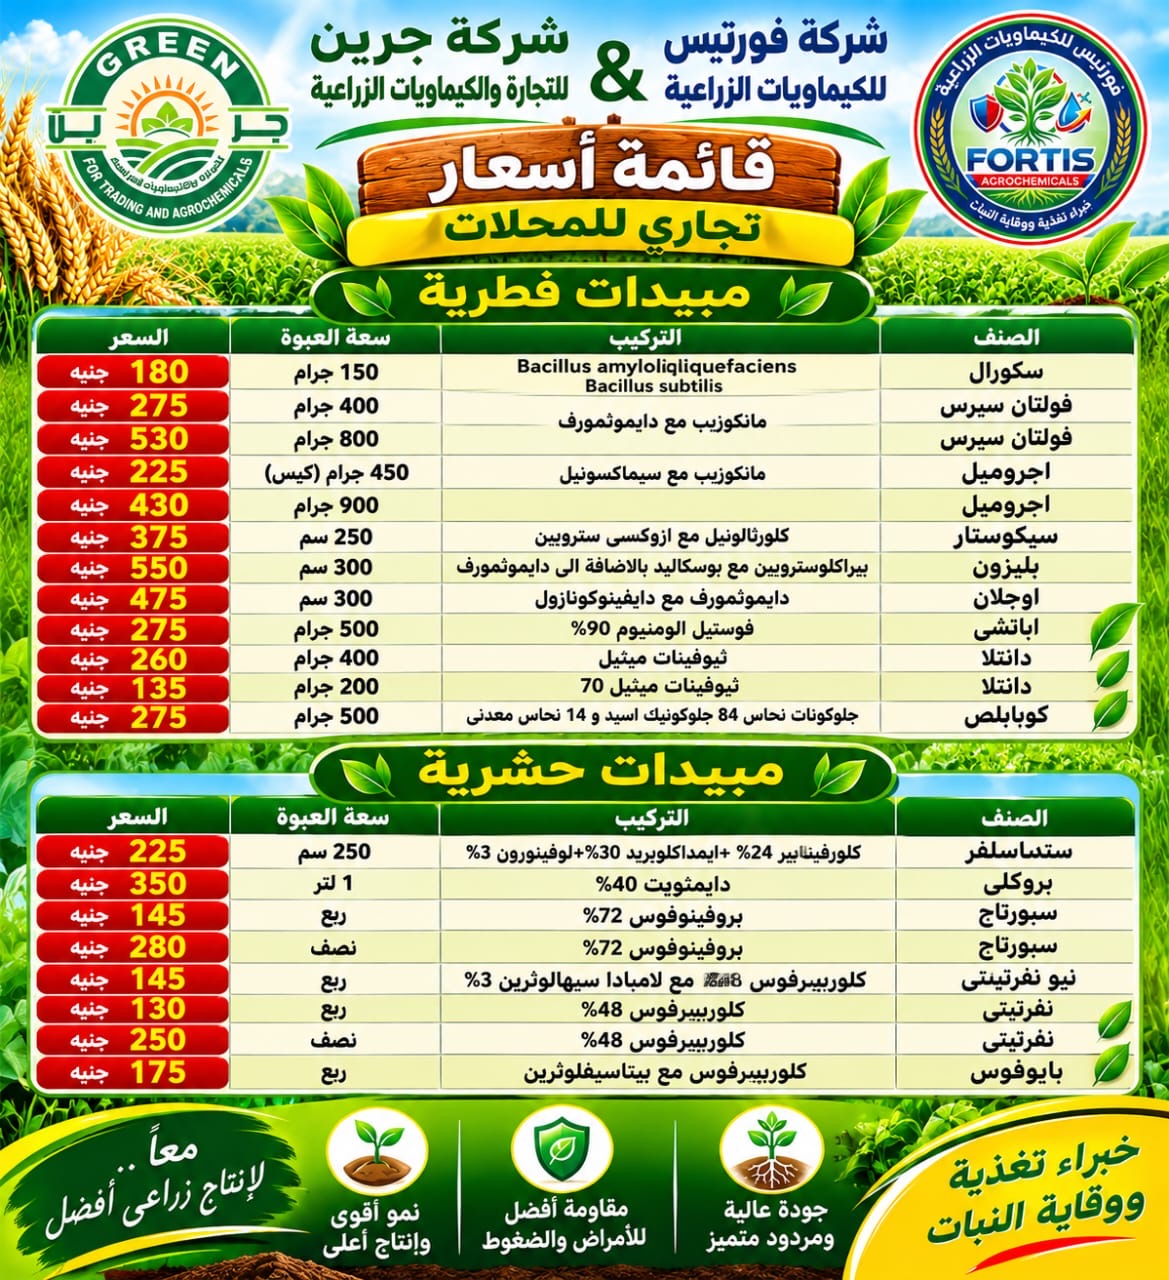 GREEN
جرين
FOR TRADING AND AGROCHEMICALS
شركة جرين
للتجارة والكيماويات الزراعية
&
شركة فورتيس
للكيماويات الزراعية
فورتيس للكيماويات الزراعية
FORTIS
AGROCHEMICALS
خبراء تغذية ووقاية النبات
قائمة أسعار
تجاري للمحلات
مبيدات فطرية
الصنف التركيب سعة العبوة السعر
سكورال Bacillus amyloliqliquefaciens Bacillus subtilis 150 جرام 180 جنيه
فولتان سيرس مانكوزيب مع دايموثمورف 400 جرام 275 جنيه
فولتان سيرس 800 جرام 530 جنيه
اجروميل مانكوزيب مع سيماكسونيل 450 جرام (كيس) 225 جنيه
اجروميل 900 جرام 430 جنيه
سيكوستار كلورثالونيل مع ازوكسى ستروبين 250 سم 375 جنيه
بليزون بيراكلوستروبين مع بوسكاليد بالاضافة الى دايموثمورف 300 سم 550 جنيه
اوجلان دايموثمورف مع دايفينوكونازول 300 سم 475 جنيه
اباتشى فوستيل الومنيوم 90% 500 جرام 275 جنيه
دانتلا ثيوفينات ميثيل 400 جرام 260 جنيه
دانتلا ثيوفينات ميثيل 70 200 جرام 135 جنيه
كوبابلص جلوكونات نحاس 84 جلوكونيك اسيد و 14 نحاس معدنى 500 جرام 275 جنيه
مبيدات حشرية
الصنف التركيب سعة العبوة السعر
ستساسلفر كلورفينابير 24% +ايمداكلوبريد 30%+لوفينورون 3% 250 سم 225 جنيه
بروكلى دايمثويت 40% 1 لتر 350 جنيه
سبورتاج بروفينوفوس 72% ربع 145 جنيه
سبورتاج بروفينوفوس 72% نصف 280 جنيه
نيو نفرتيتى كلوربيرفوس مع لامبادا سيهالوثرين 3% ربع 145 جنيه
نفرتيتى كلوربيرفوس 48% ربع 130 جنيه
نفرتيتى كلوربيرفوس 48% نصف 250 جنيه
بايوفوس كلوربيرفوس مع بيتاسيفلوثرين ربع 175 جنيه
خبراء تغذية
ووقاية النبات
جودة عالية
ومردود متميز
مقاومة أفضل
للأمراض والضغوط
نمو أقوى
وإنتاج أعلى
معاً ..
لإنتاج زراعى أفضل